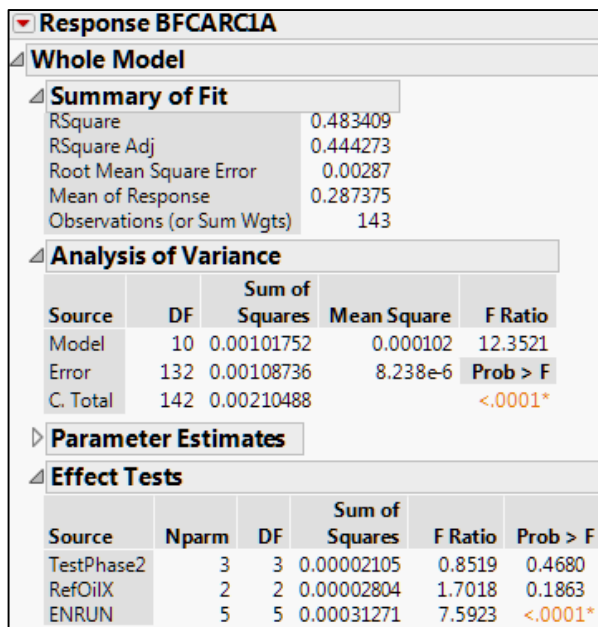 Response BFCARC1A
Whole Model
Summary of Fit
RSquare 0.483409
RSquare Adj 0.444273
Root Mean Square Error 0.00287
Mean of Response 0.287375
Observations (or Sum Wgts) 143
Analysis of Variance
Sum of
Source DF Squares Mean Square F Ratio
Model 10 0.00101752 0.000102 12.3521
Error 132 0.00108736 8.238e-6 Prob > F
C. Total 142 0.00210488 <.0001*
Parameter Estimates
Effect Tests
Sum of
Source Nparm DF Squares F Ratio Prob > F
TestPhase2 3 3 0.00002105 0.8519 0.4680
RefOilX 2 2 0.00002804 1.7018 0.1863
ENRUN 5 5 0.00031271 7.5923 <.0001*